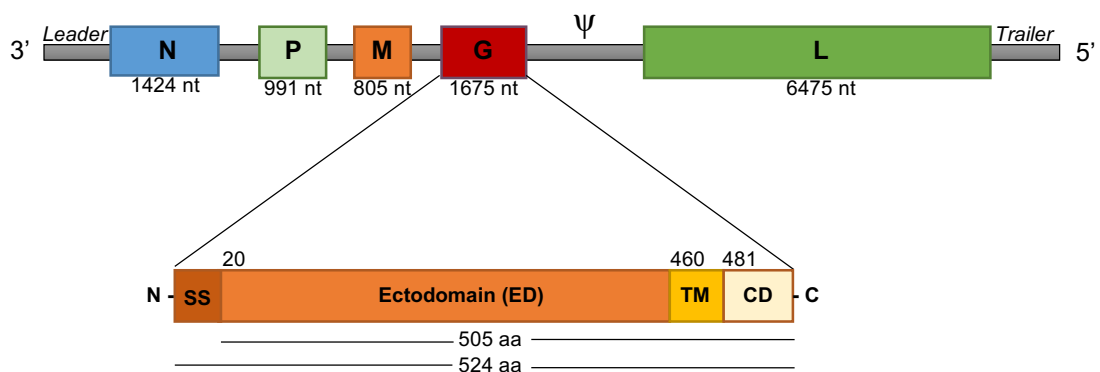 Leader ψ Trailer
3’ N P M G L 5’
1424 nt 991 nt 805 nt 1675 nt 6475 nt
20 460 481
N - SS Ectodomain (ED) TM CD - C
505 aa
524 aa